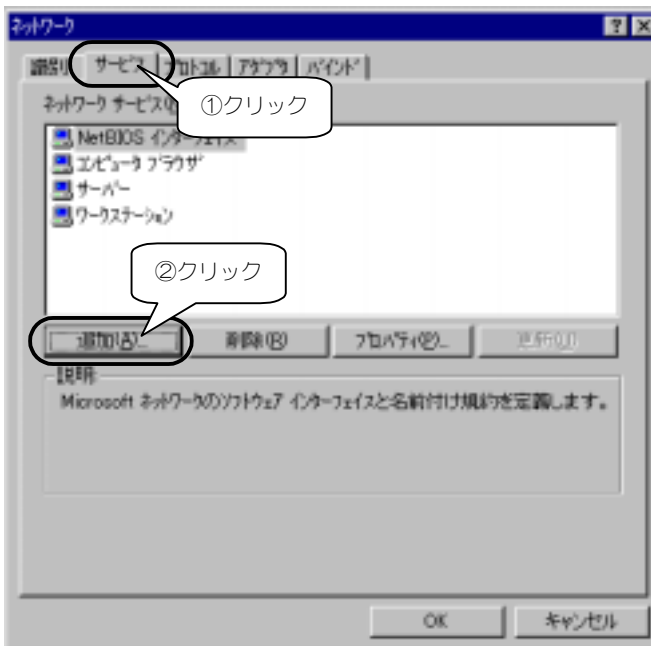 ネットワーク
識別 サービス プロトコル アダプタ バインド
①クリック
ネットワーク サービス
NetBIOS インターフェイス
コンピュータ ブラウザ
サーバー
ワークステーション
②クリック
追加(A)... 削除(R) プロパティ(P)... 更新(U)
説明:
Microsoft ネットワークのソフトウェア インターフェイスと名前付け規約を定義します。
OK キャンセル